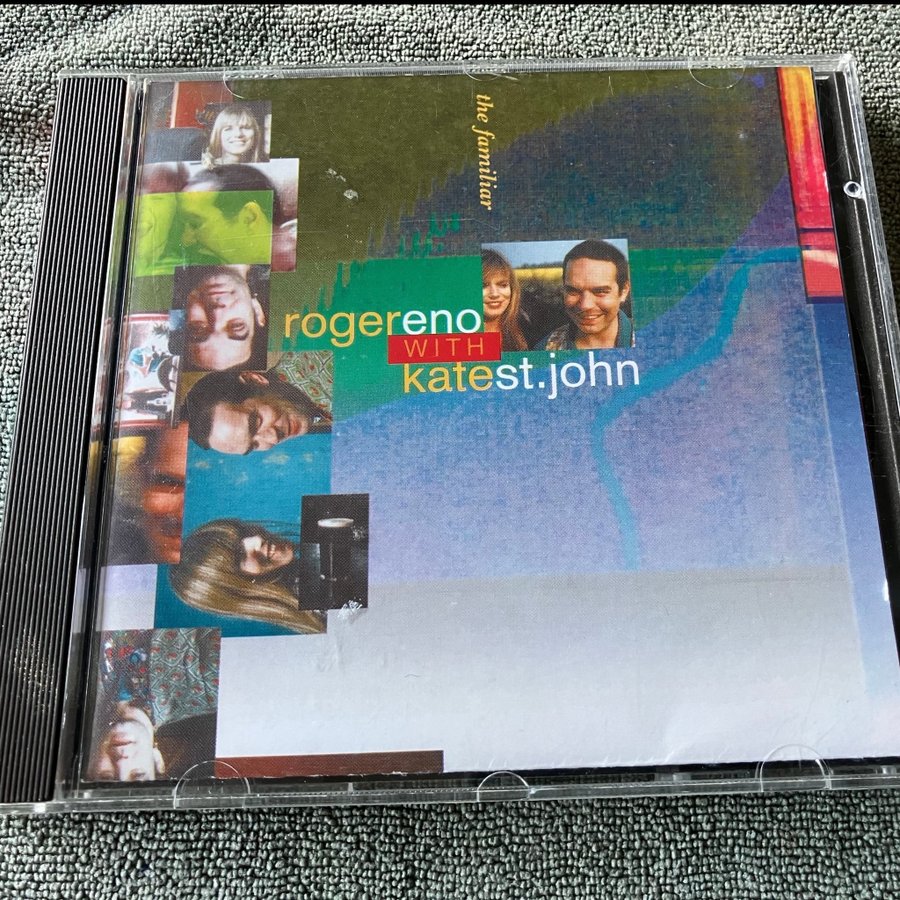 the familiar
rogereno
WITH
katest.john